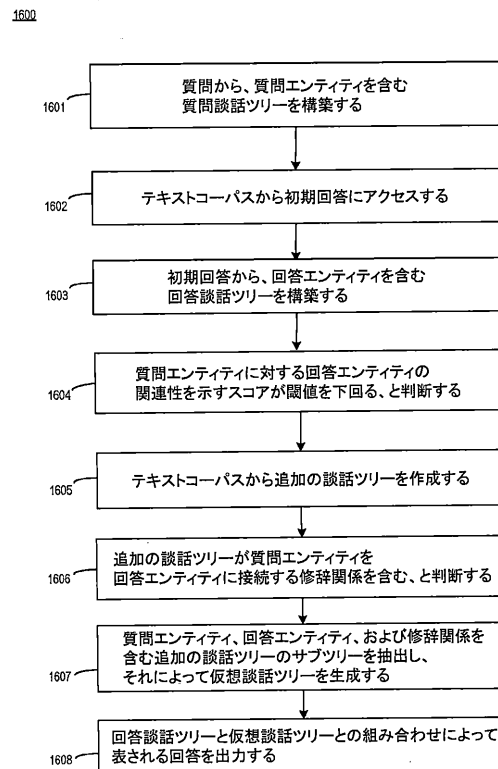 1600
1601
質問から、質問エンティティを含む
質問談話ツリーを構築する
1602
テキストコーパスから初期回答にアクセスする
1603
初期回答から、回答エンティティを含む
回答談話ツリーを構築する
1604
質問エンティティに対する回答エンティティの
関連性を示すスコアが閾値を下回る、と判断する
1605
テキストコーパスから追加の談話ツリーを作成する
1606
追加の談話ツリーが質問エンティティを
回答エンティティに接続する修辞関係を含む、と判断する
1607
質問エンティティ、回答エンティティ、および修辞関係を
含む追加の談話ツリーのサブツリーを抽出し、
それによって仮想談話ツリーを生成する
1608
回答談話ツリーと仮想談話ツリーとの組み合わせによって
表される回答を出力する